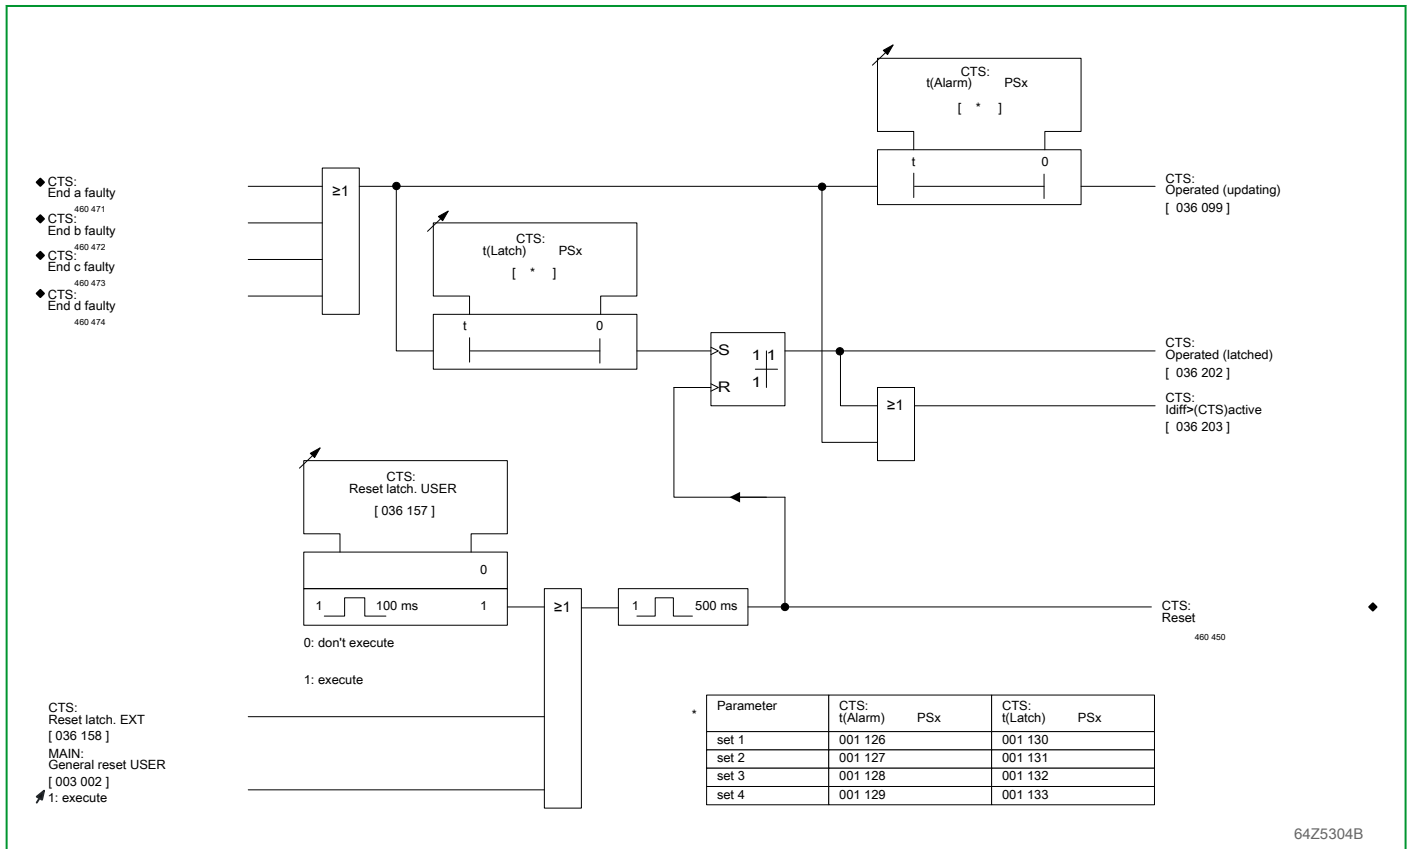 CTS:
t(Alarm) PSx
[ * ]
t 0
CTS:
Operated (updating)
[ 036 099 ]
◆ CTS:
End a faulty
460 471
◆ CTS:
End b faulty
460 472
◆ CTS:
End c faulty
460 473
◆ CTS:
End d faulty
460 474
≥1
CTS:
t(Latch) PSx
[ * ]
t 0
S 1 1
R 1
CTS:
Operated (latched)
[ 036 202 ]
≥1
CTS:
Idiff>(CTS)active
[ 036 203 ]
CTS:
Reset latch. USER
[ 036 157 ]
0
1 100 ms 1
0: don't execute
1: execute
≥1
1 500 ms
CTS:
Reset
460 450
◆
CTS:
Reset latch. EXT
[ 036 158 ]
MAIN:
General reset USER
[ 003 002 ]
1: execute
*
Parameter CTS: CTS:
t(Alarm) PSx t(Latch) PSx
set 1 001 126 001 130
set 2 001 127 001 131
set 3 001 128 001 132
set 4 001 129 001 133
64Z5304B